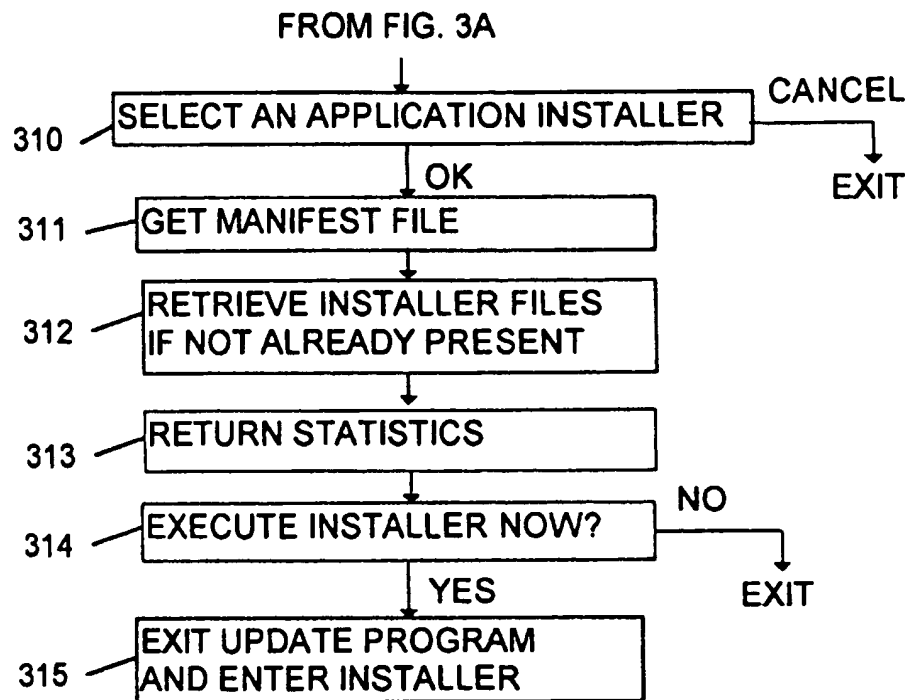 FROM FIG. 3A
310 SELECT AN APPLICATION INSTALLER
CANCEL
EXIT
OK
311 GET MANIFEST FILE
312 RETRIEVE INSTALLER FILES
IF NOT ALREADY PRESENT
313 RETURN STATISTICS
314 EXECUTE INSTALLER NOW?
NO
EXIT
YES
315 EXIT UPDATE PROGRAM
AND ENTER INSTALLER